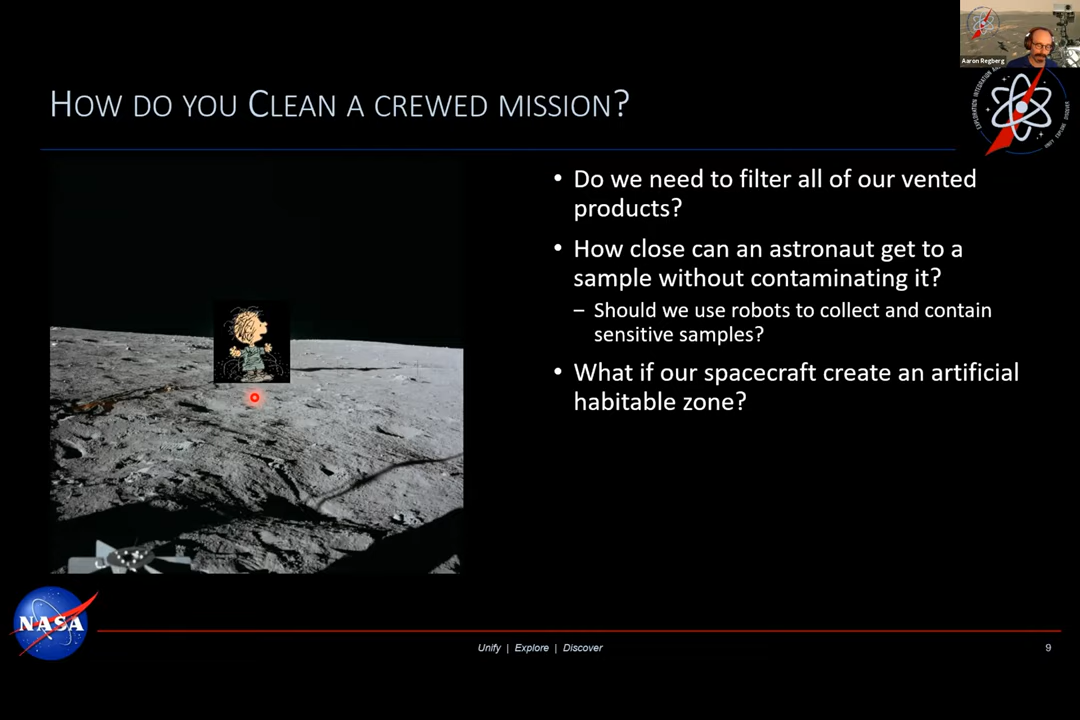 Aaron Regberg
HOW DO YOU CLEAN A CREWED MISSION?
• Do we need to filter all of our vented
products?
• How close can an astronaut get to a
sample without contaminating it?
– Should we use robots to collect and contain
sensitive samples?
• What if our spacecraft create an artificial
habitable zone?
NASA
Unify | Explore | Discover
9